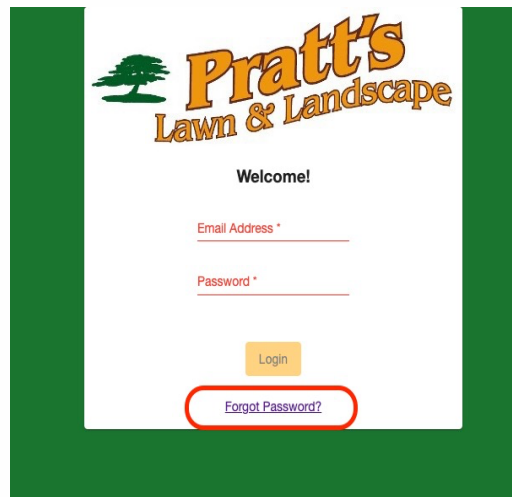 Pratt's
Lawn & Landscape
Welcome!
Email Address *
Password *
Login
Forgot Password?